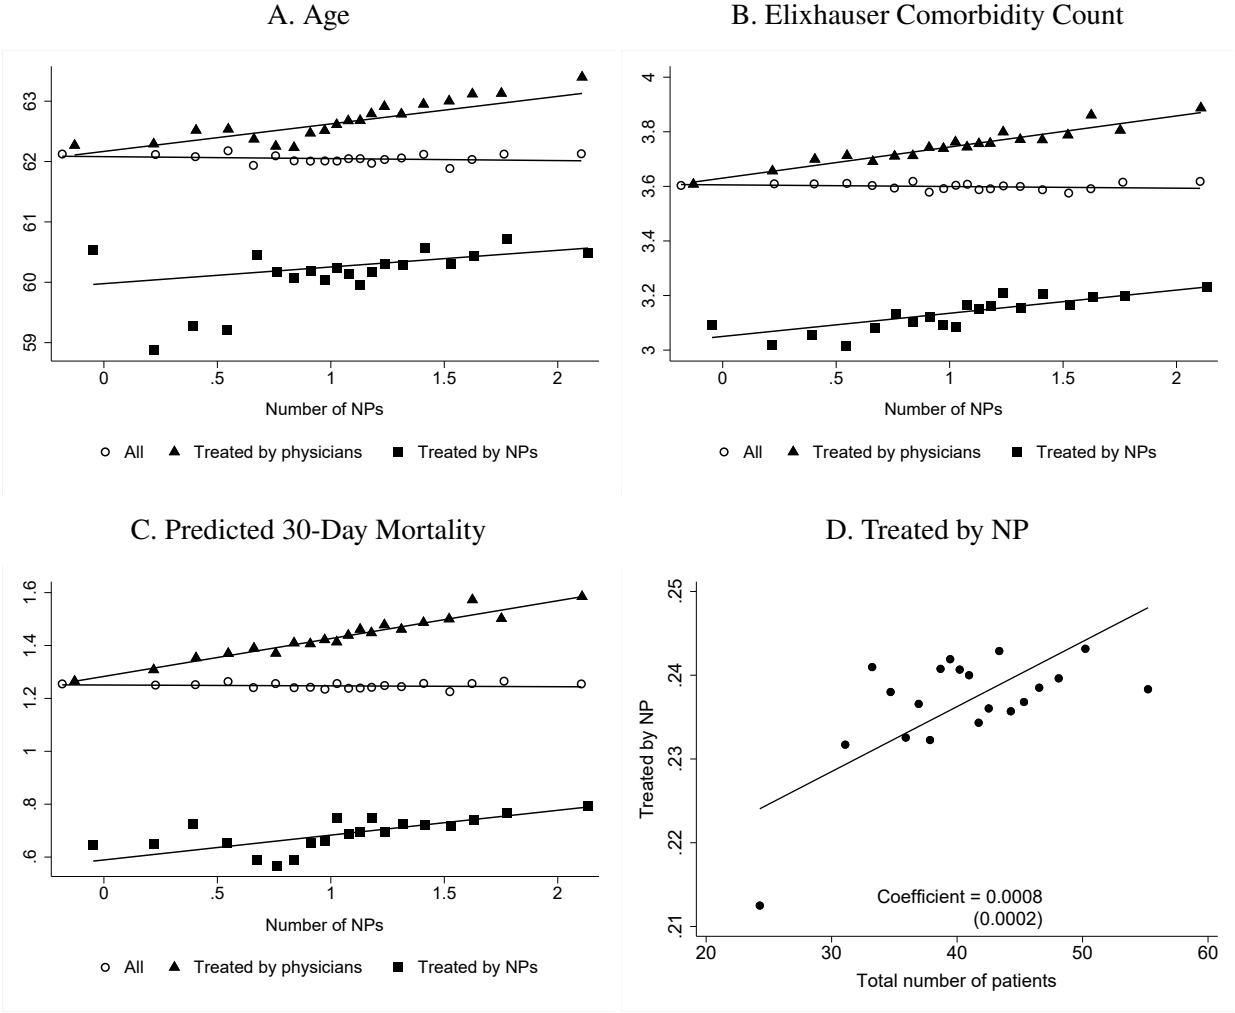 A. Age
63
62
61
60
59
0 .5 1 1.5 2
Number of NPs
All Treated by physicians Treated by NPs
B. Elixhauser Comorbidity Count
4
3.8
3.6
3.4
3.2
3
0 .5 1 1.5 2
Number of NPs
All Treated by physicians Treated by NPs
C. Predicted 30-Day Mortality
1.6
1.4
1.2
1
.8
.6
0 .5 1 1.5 2
Number of NPs
All Treated by physicians Treated by NPs
D. Treated by NP
Treated by NP
.25
.24
.23
.22
.21
Coefficient = 0.0008
(0.0002)
20 30 40 50 60
Total number of patients